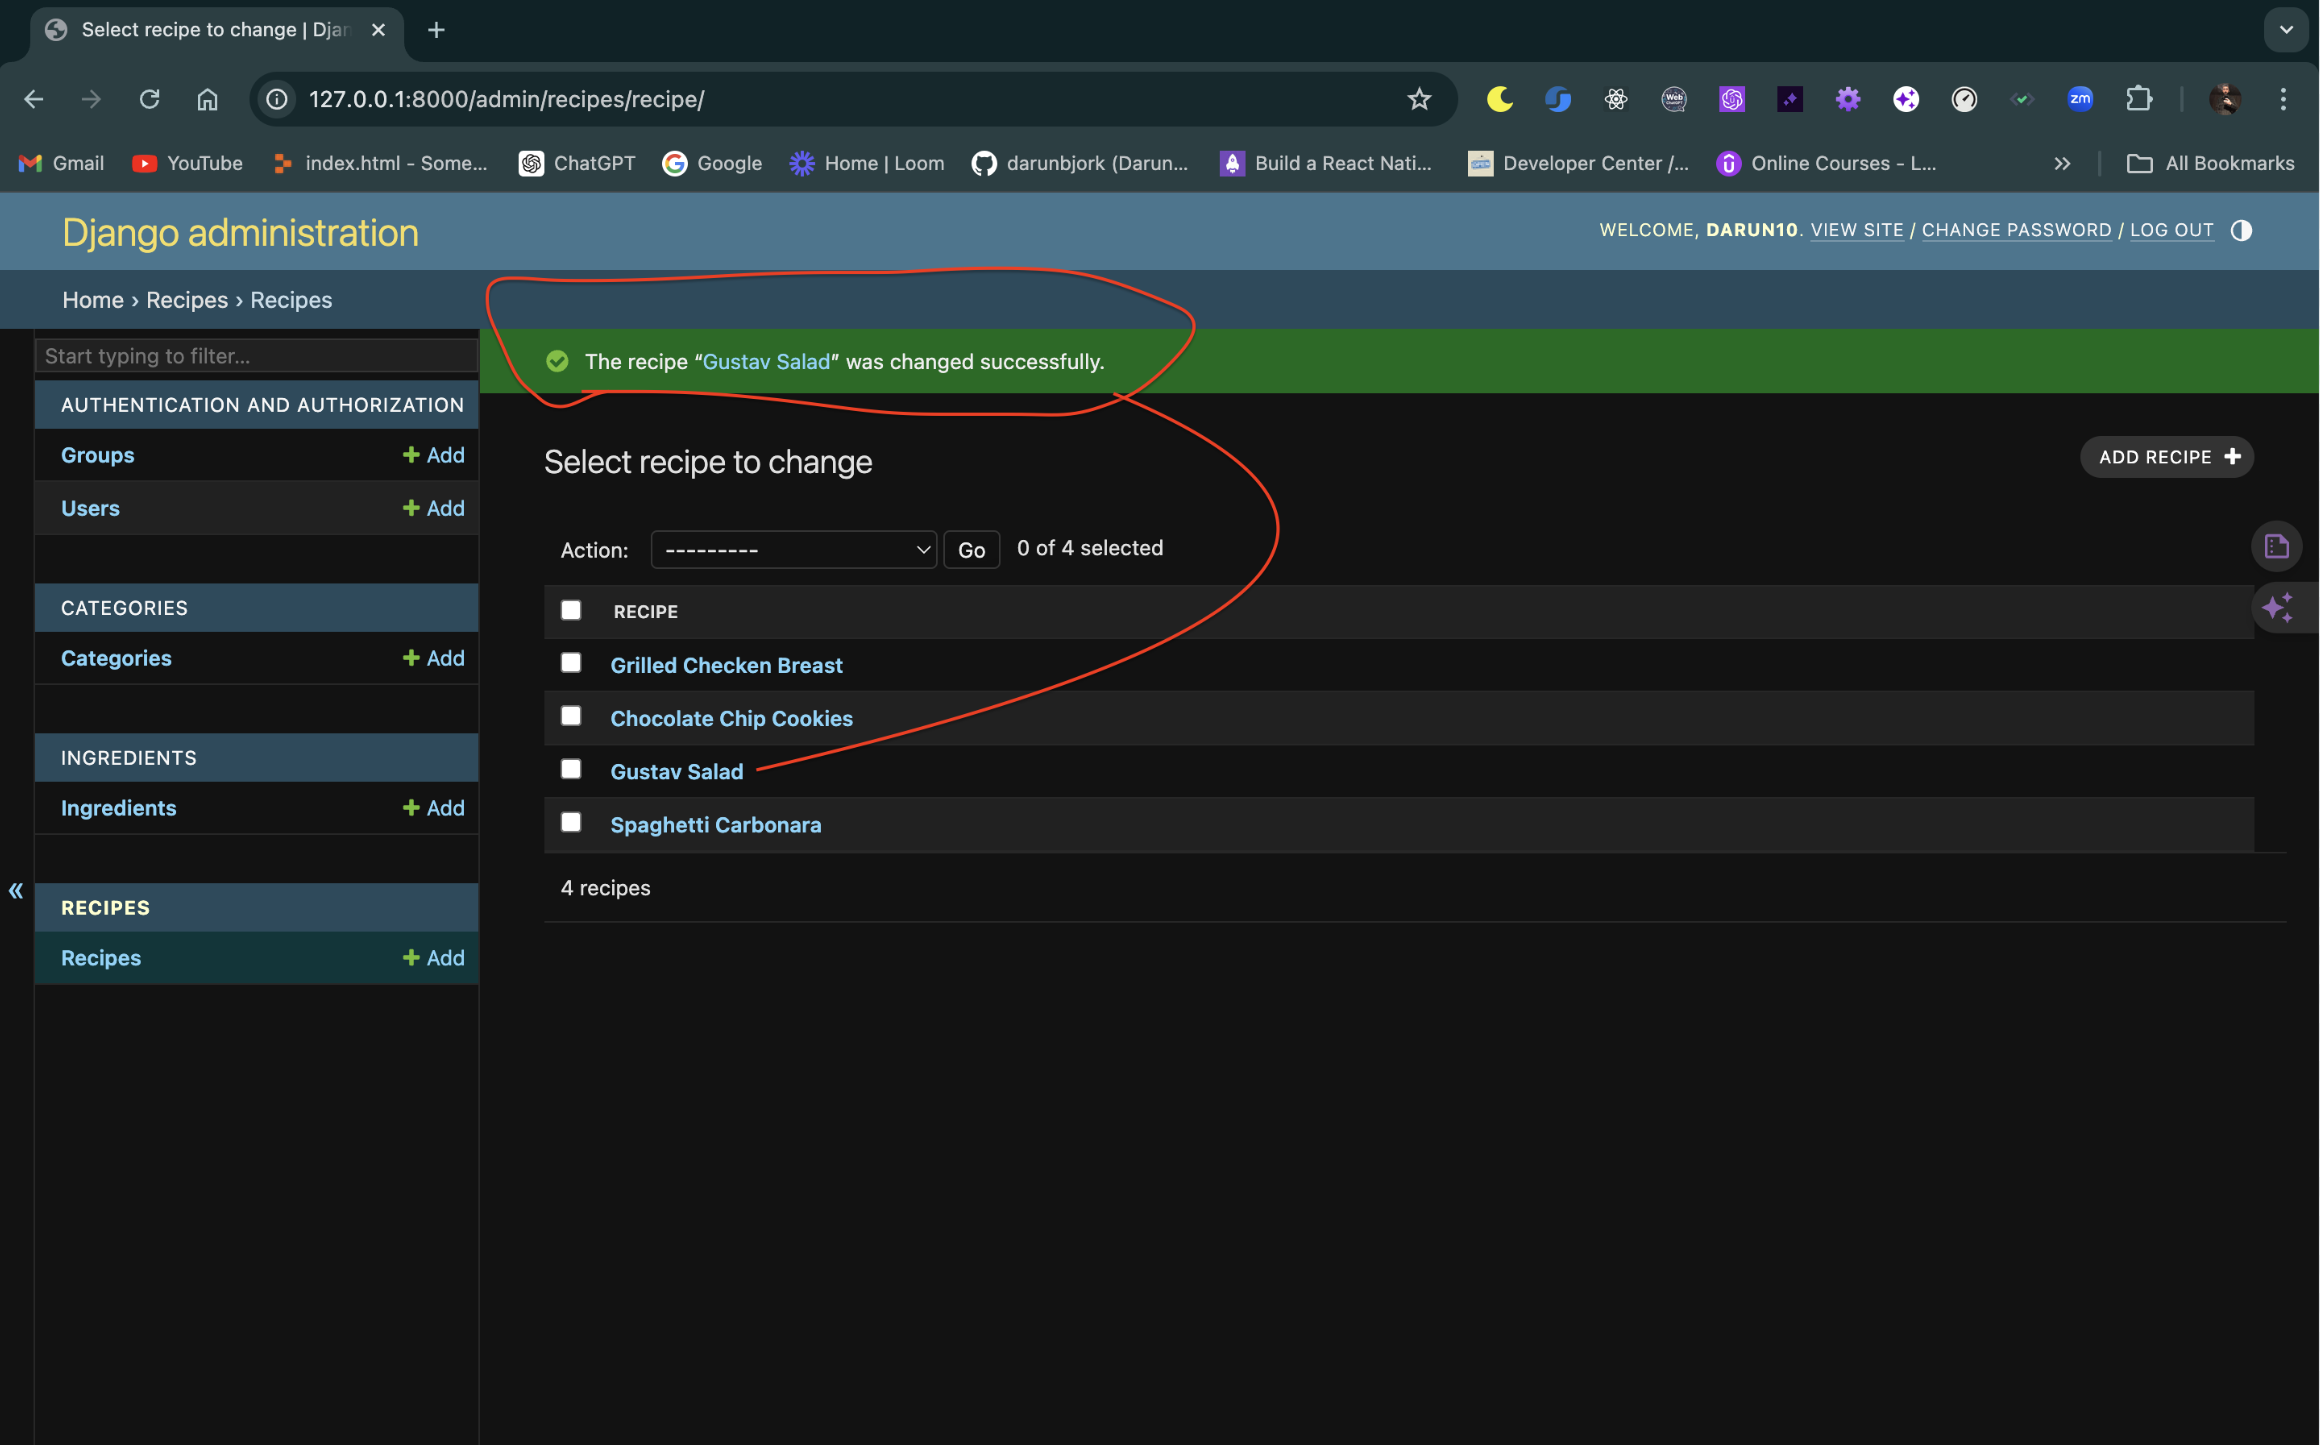 Select recipe to change | Djan
127.0.0.1:8000/admin/recipes/recipe/
Gmail
YouTube
index.html - Some...
ChatGPT
Google
Home | Loom
darunbjork (Darun...
Build a React Nati...
Developer Center /...
Online Courses - L...
All Bookmarks
Django administration
WELCOME, DARUN10. VIEW SITE / CHANGE PASSWORD / LOG OUT
Home › Recipes › Recipes
Start typing to filter...
The recipe “Gustav Salad” was changed successfully.
AUTHENTICATION AND AUTHORIZATION
Groups
Add
Users
Add
CATEGORIES
Categories
Add
INGREDIENTS
Ingredients
Add
RECIPES
Recipes
Add
Select recipe to change
ADD RECIPE
Action:
---------
Go
0 of 4 selected
RECIPE
Grilled Checken Breast
Chocolate Chip Cookies
Gustav Salad
Spaghetti Carbonara
4 recipes
zm